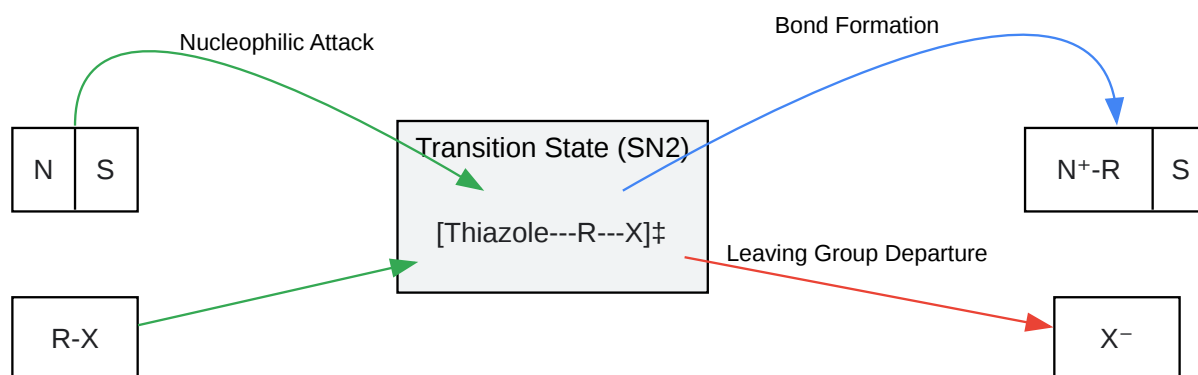 Nucleophilic Attack
Bond Formation
N S
Transition State (SN2)
N⁺-R S
[Thiazole---R---X]‡
Leaving Group Departure
R-X
X⁻